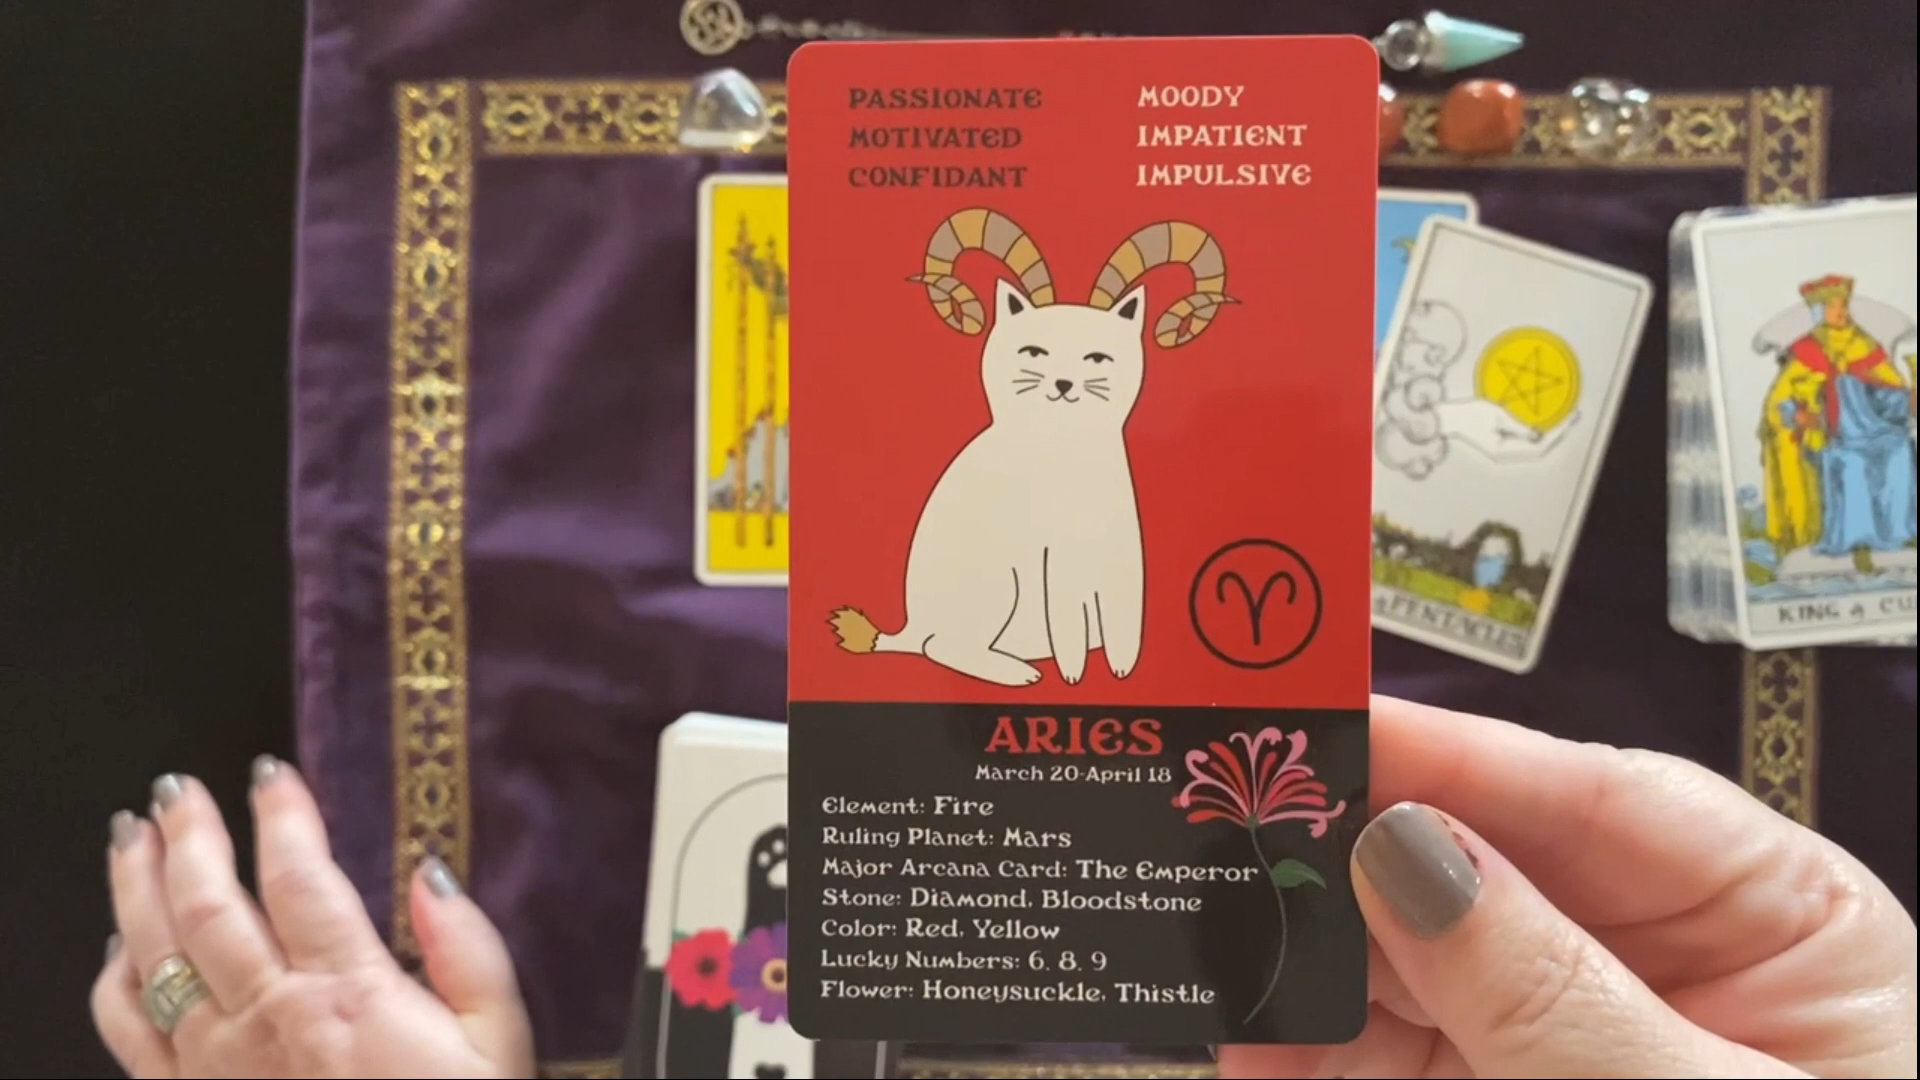 PASSIONATE
MOTIVATED
CONFIDANT
MOODY
IMPATIENT
IMPULSIVE
ARIES
March 20-April 18
Element: Fire
Ruling Planet: Mars
Major Arcana Card: The Emperor
Stone: Diamond, Bloodstone
Color: Red, Yellow
Lucky Numbers: 6, 8, 9
Flower: Honeysuckle, Thistle
PENTACLES
KING of CU